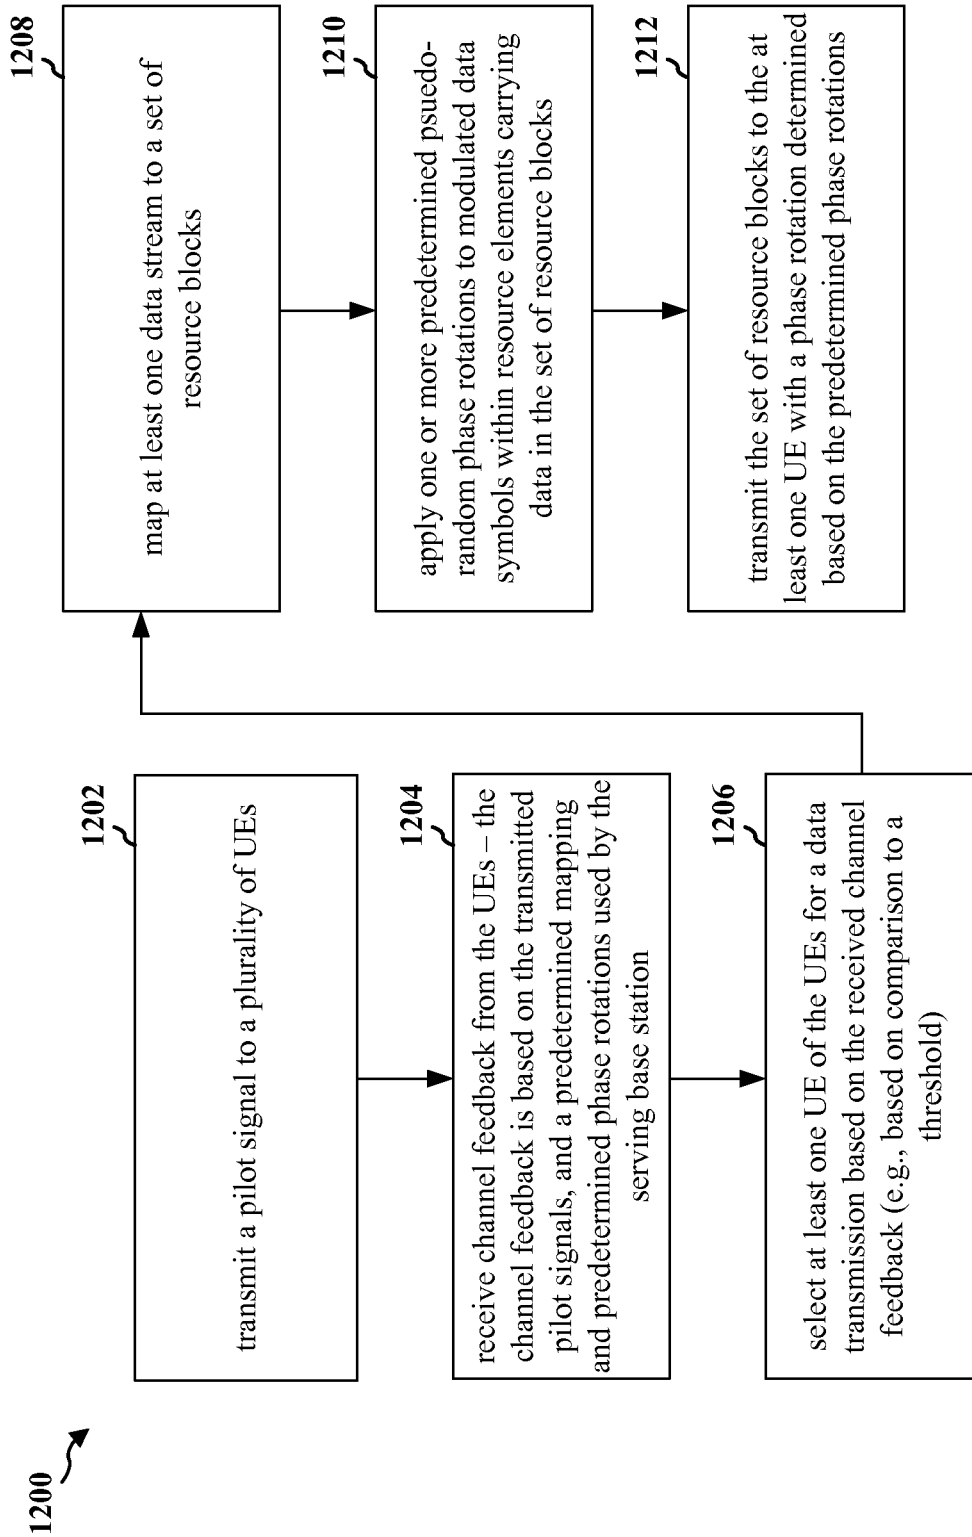 1200
1202
transmit a pilot signal to a plurality of UEs
1204
receive channel feedback from the UEs – the
channel feedback is based on the transmitted
pilot signals, and a predetermined mapping
and predetermined phase rotations used by the
serving base station
1206
select at least one UE of the UEs for a data
transmission based on the received channel
feedback (e.g., based on comparison to a
threshold)
1208
map at least one data stream to a set of
resource blocks
1210
apply one or more predetermined psuedo-
random phase rotations to modulated data
symbols within resource elements carrying
data in the set of resource blocks
1212
transmit the set of resource blocks to the at
least one UE with a phase rotation determined
based on the predetermined phase rotations